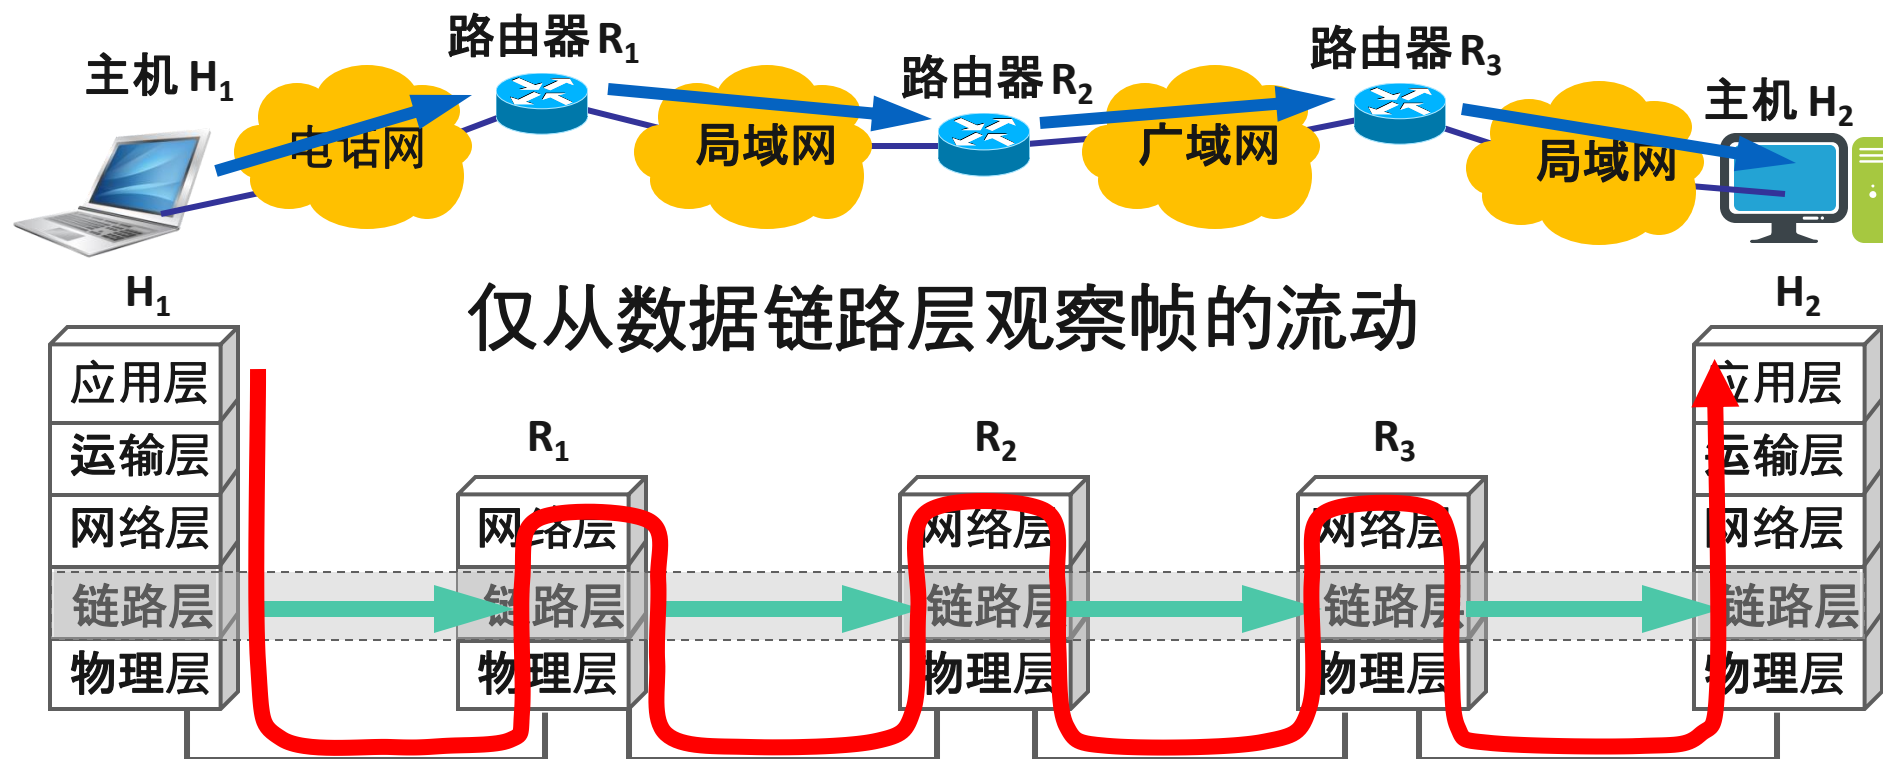 主机 H1
路由器 R1
路由器 R2
路由器 R3
主机 H2
电话网
局域网
广域网
局域网
仅从数据链路层观察帧的流动
H1
应用层
运输层
网络层
链路层
物理层
R1
网络层
链路层
物理层
R2
网络层
链路层
物理层
R3
网络层
链路层
物理层
H2
应用层
运输层
网络层
链路层
物理层